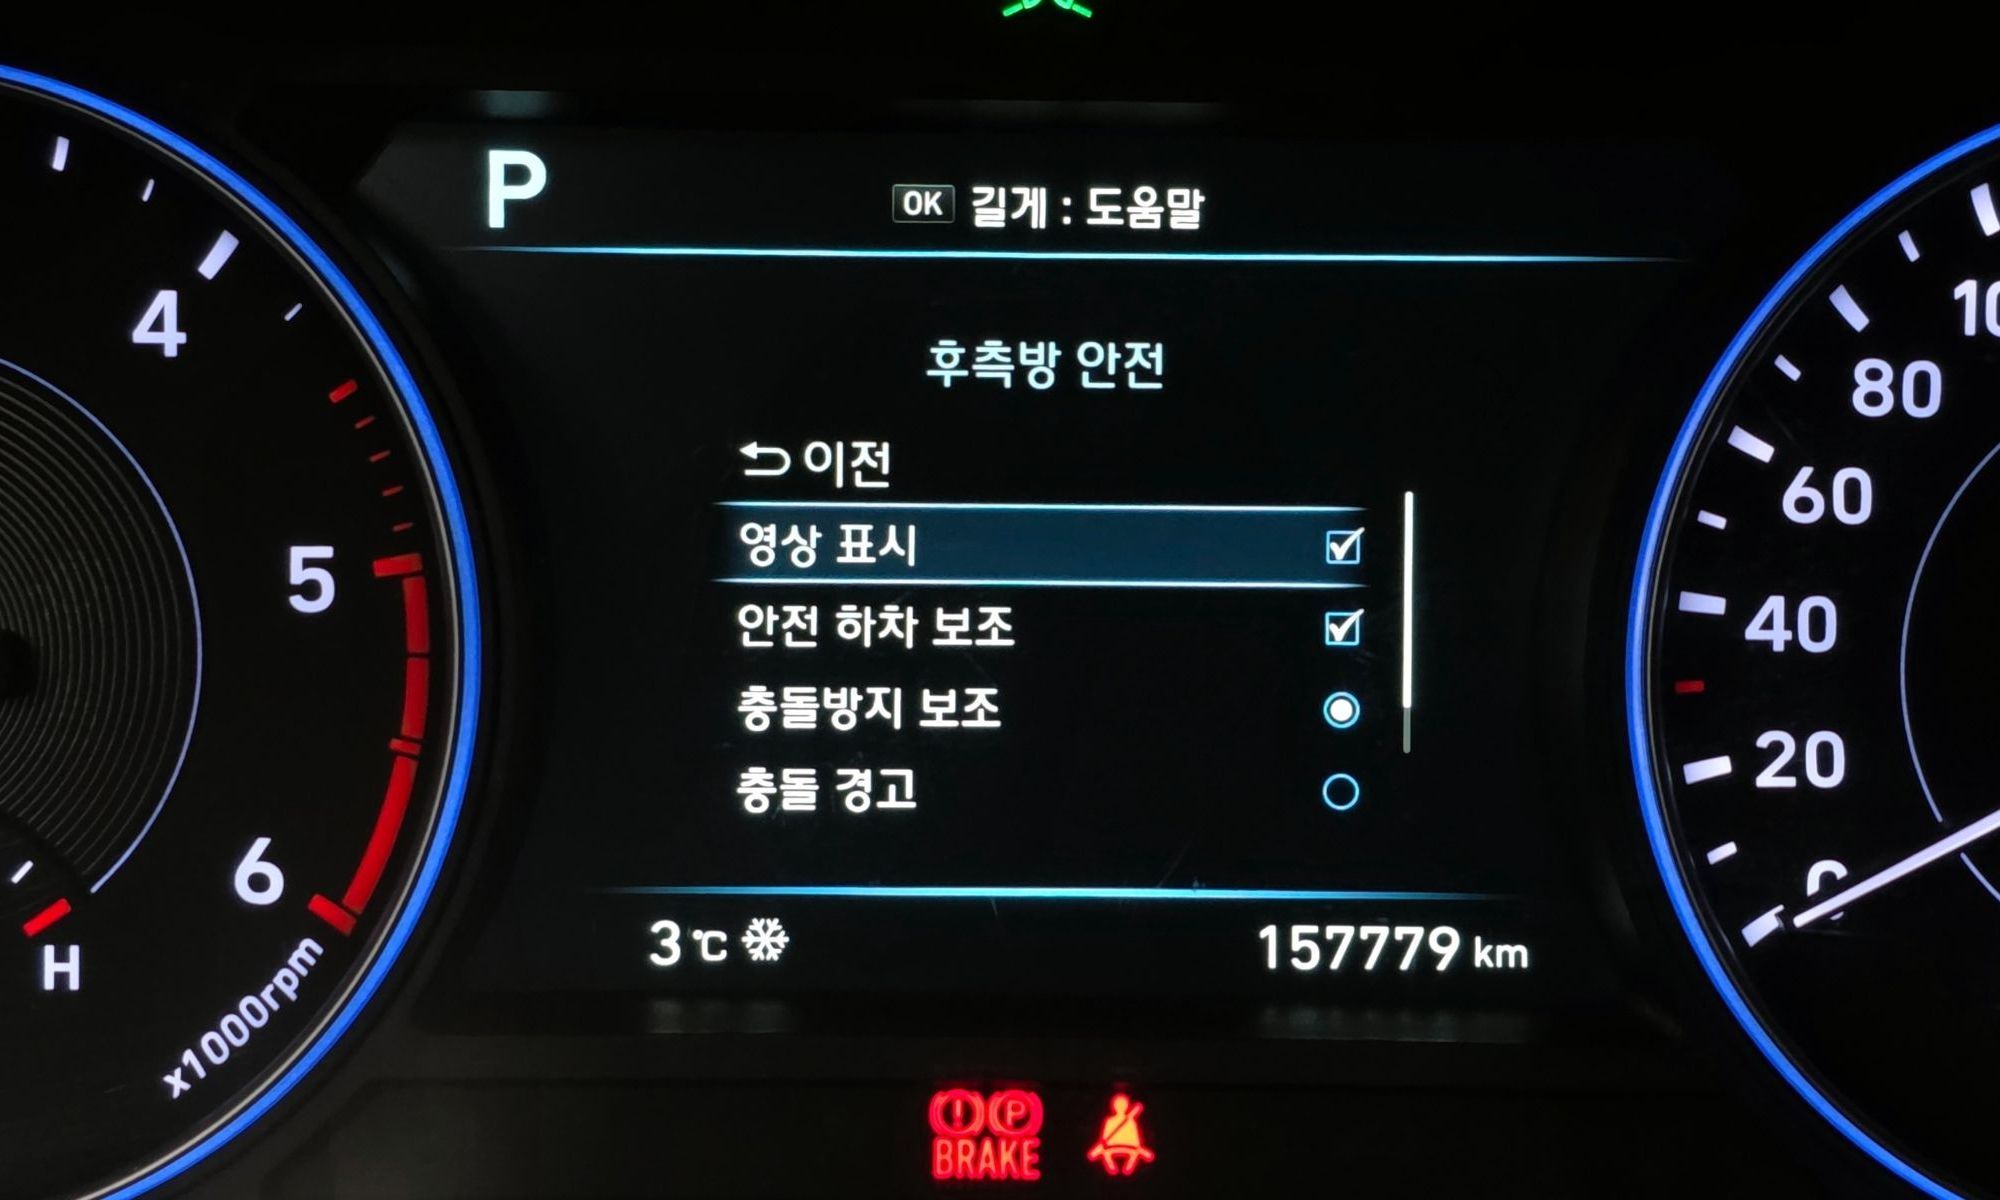 P
OK 길게 : 도움말
후측방 안전
이전
영상 표시
안전 하차 보조
충돌방지 보조
충돌 경고
3 ℃
157779 km
4
5
6
H
x1000rpm
80
60
40
20
0
BRAKE
P